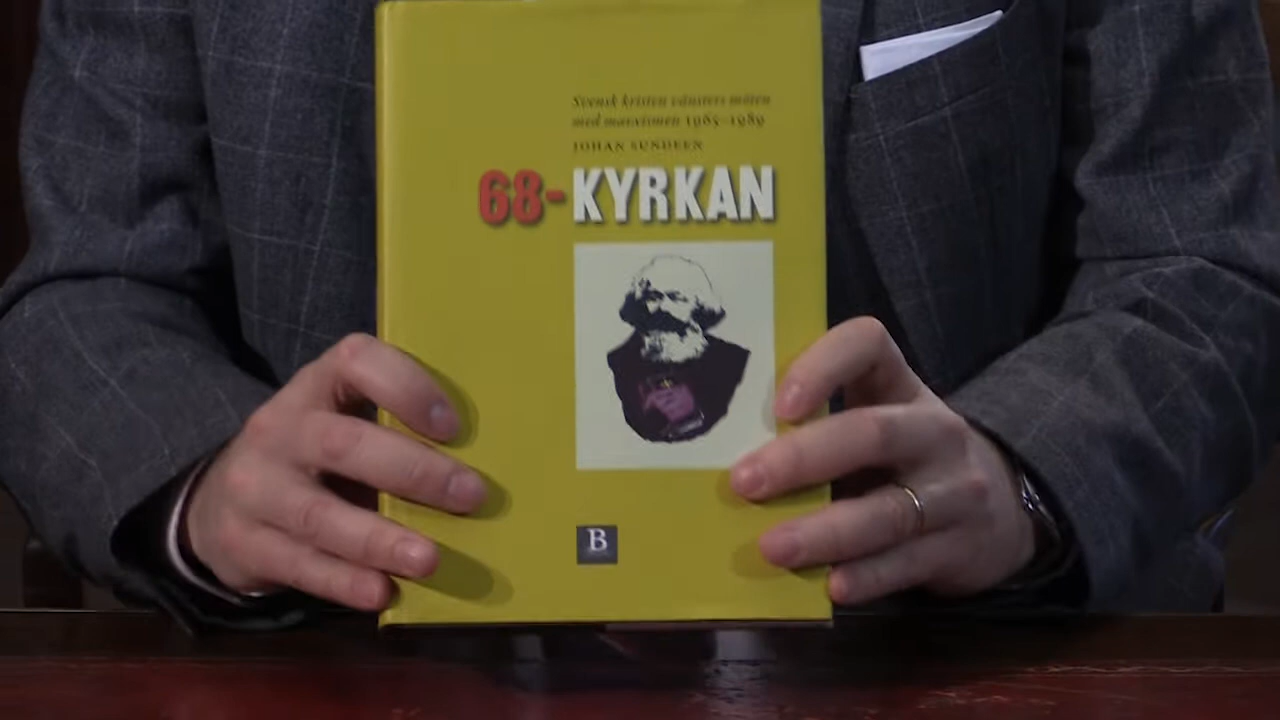 Svensk kristen vänsters möten
med marxismen 1965–1989
JOHAN SUNDEEN
68-KYRKAN
B